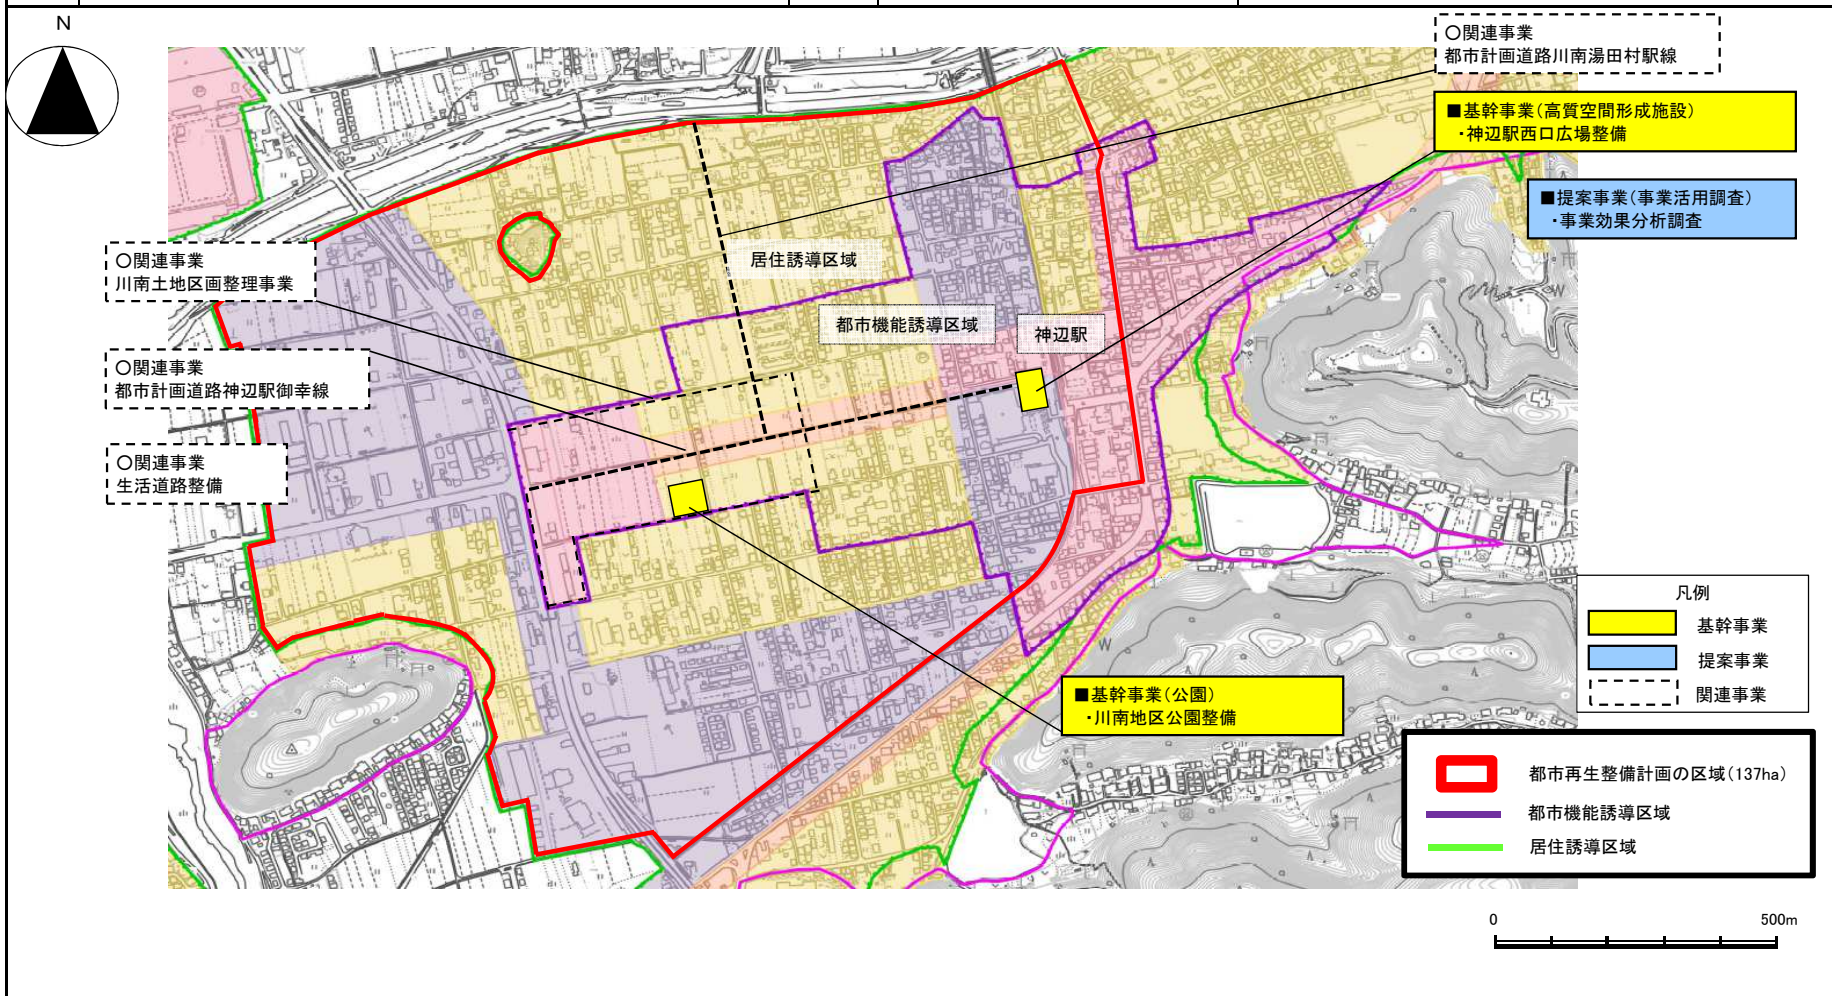 N
○関連事業
都市計画道路川南湯田村駅線
■基幹事業(高質空間形成施設)
・神辺駅西口広場整備
■提案事業(事業活用調査)
・事業効果分析調査
○関連事業
川南土地区画整理事業
居住誘導区域
都市機能誘導区域
神辺駅
○関連事業
都市計画道路神辺駅御幸線
○関連事業
生活道路整備
■基幹事業(公園)
・川南地区公園整備
凡例
基幹事業
提案事業
関連事業
都市再生整備計画の区域(137ha)
都市機能誘導区域
居住誘導区域
0 500m